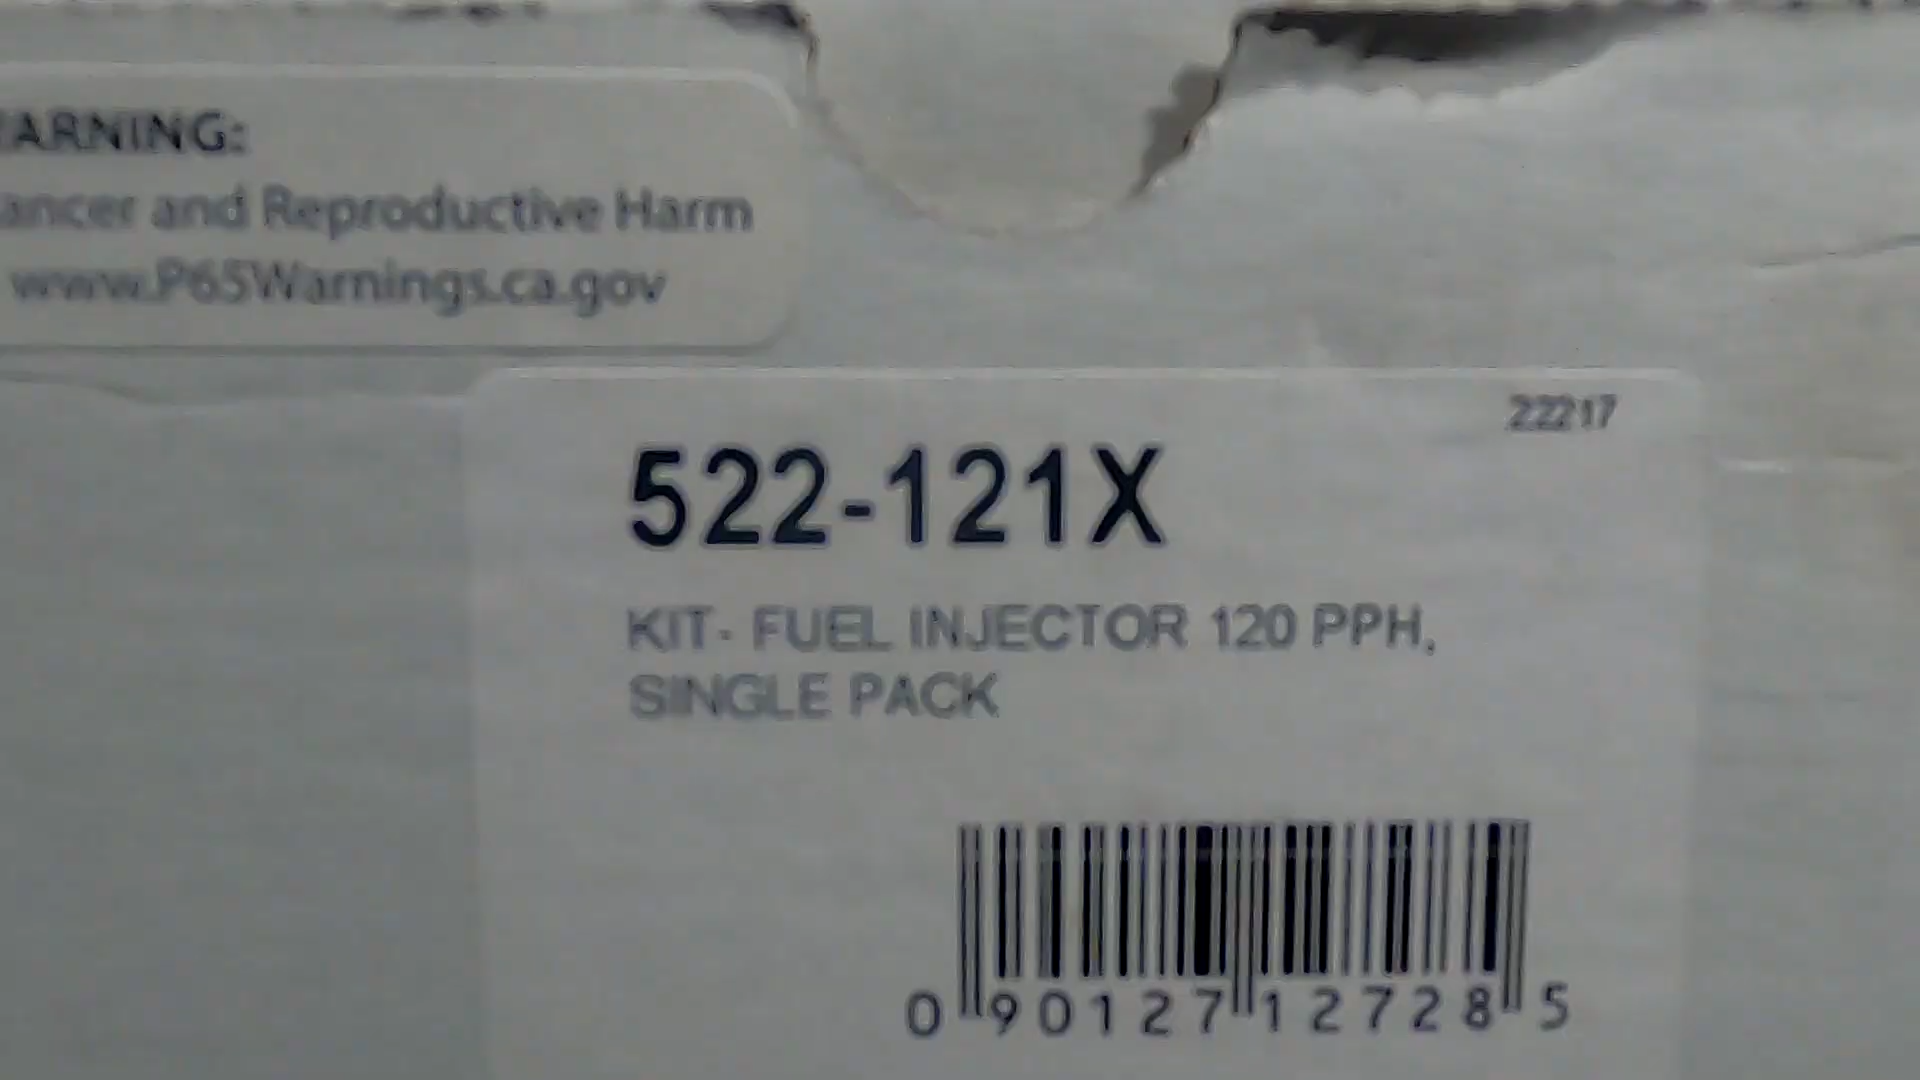 ARNING:
ancer and Reproductive Harm
www.P65Warnings.ca.gov
22217
522-121X
KIT- FUEL INJECTOR 120 PPH,
SINGLE PACK
0 90127 12728 5